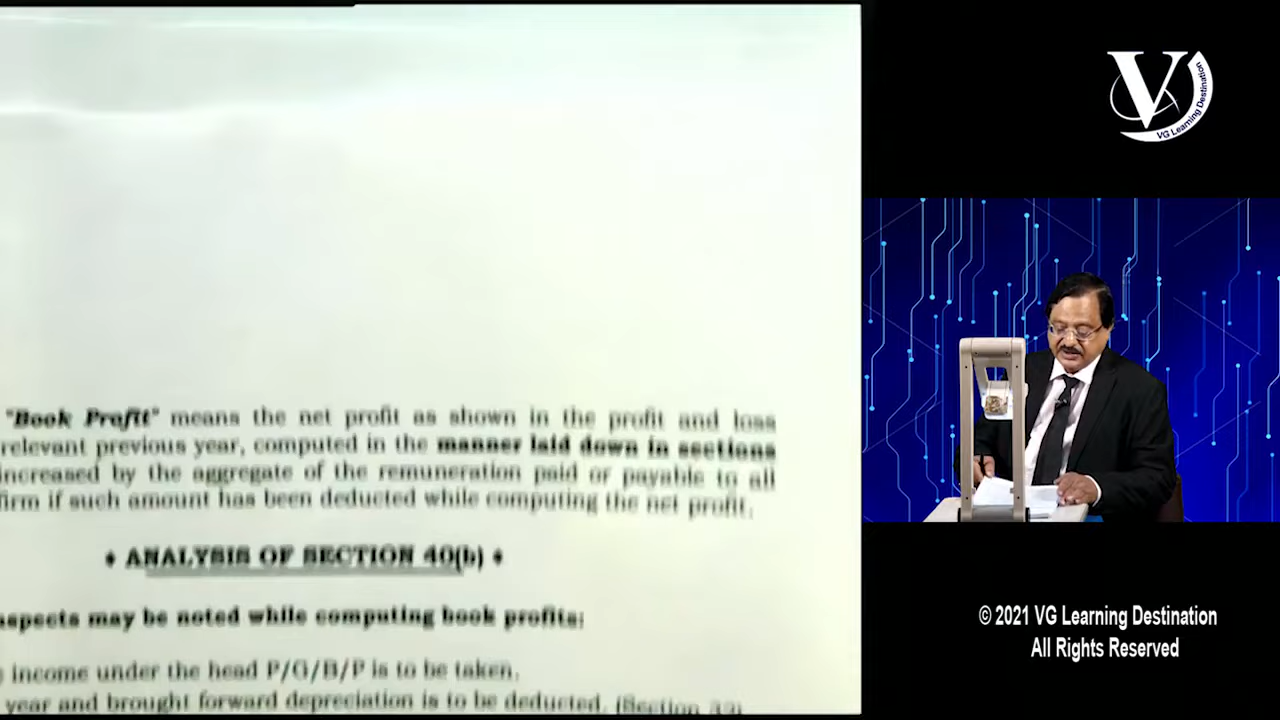 "Book Profit" means the net profit as shown in the profit and loss
relevant previous year, computed in the manner laid down in sections
increased by the aggregate of the remuneration paid or payable to all
firm if such amount has been deducted while computing the net profit.
♦ ANALYSIS OF SECTION 40(b) ♦
aspects may be noted while computing book profits:
income under the head P/G/B/P is to be taken.
year and brought forward depreciation is to be deducted. (Section 32)
V
VG Learning Destination
© 2021 VG Learning Destination
All Rights Reserved